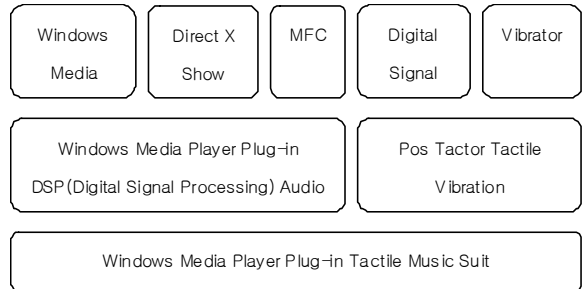 Windows Media
Direct X Show
MFC
Digital Signal
Vibrator
Windows Media Player Plug-in
DSP(Digital Signal Processing) Audio
Pos Tactor Tactile
Vibration
Windows Media Player Plug-in Tactile Music Suit